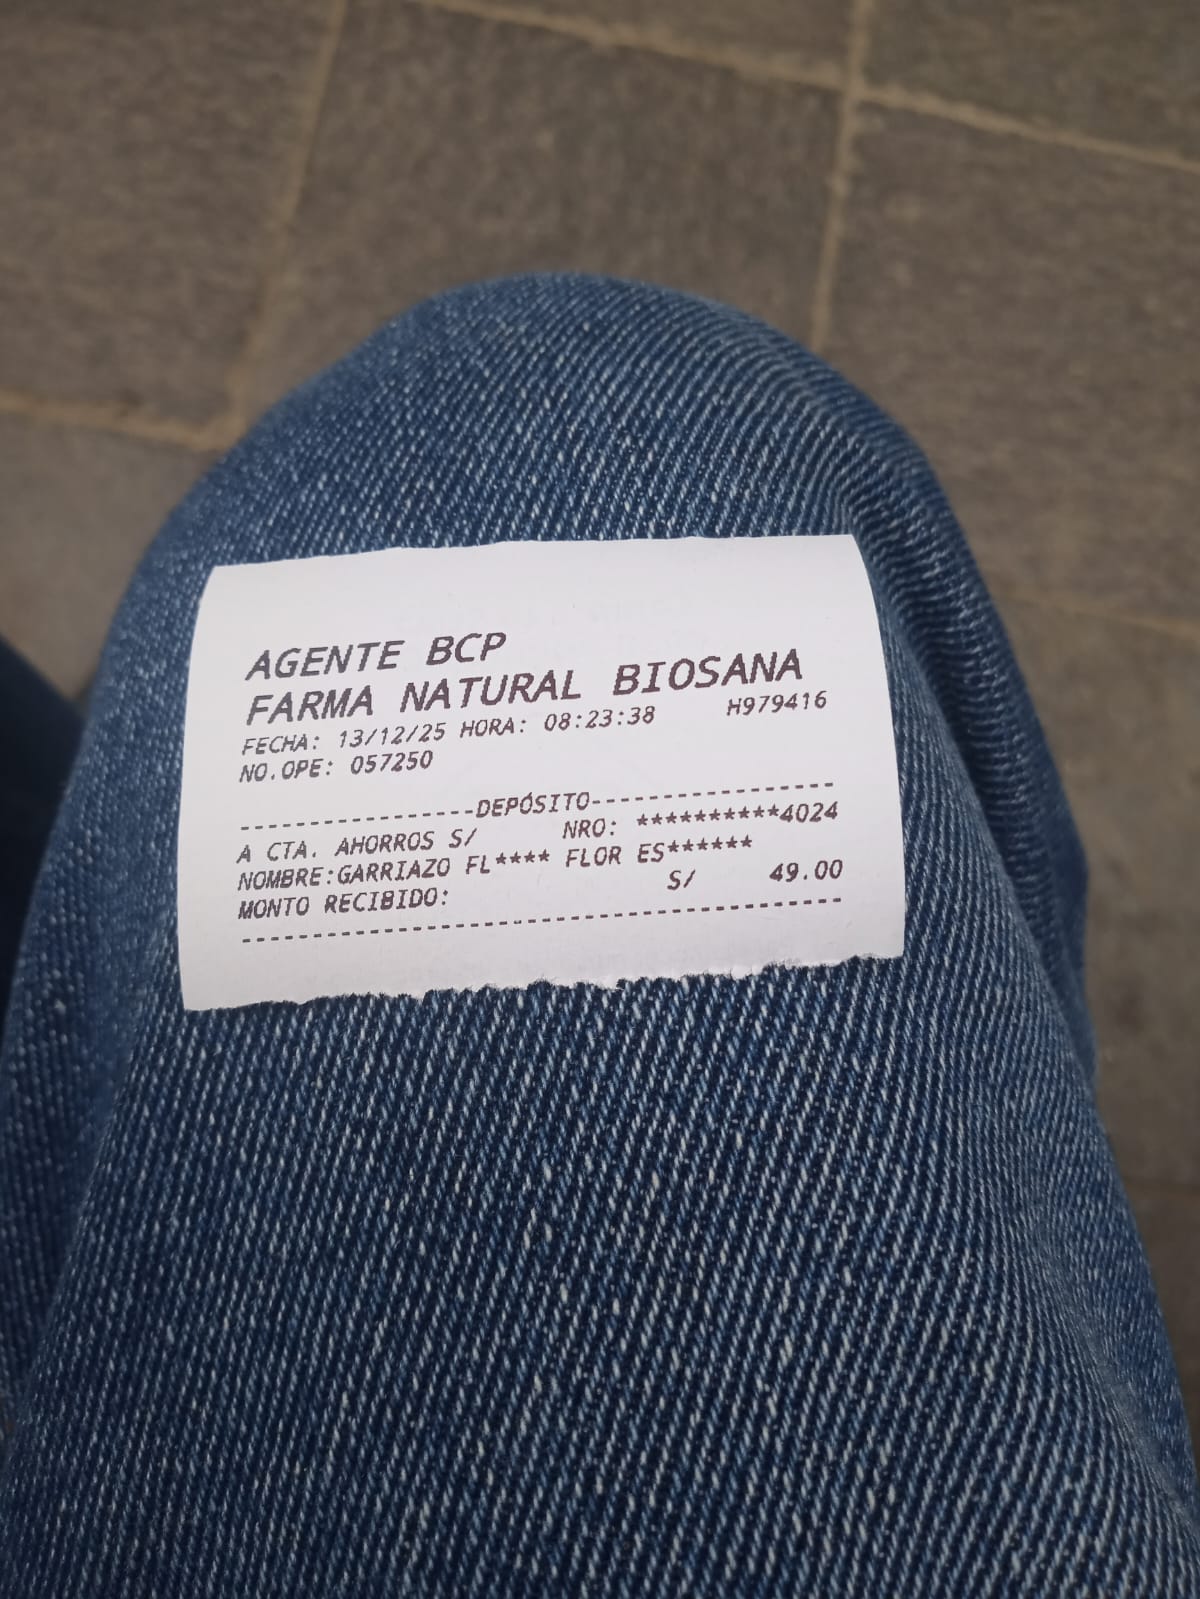 AGENTE BCP
FARMA NATURAL BIOSANA
FECHA: 13/12/25 HORA: 08:23:38 H979416
NO.OPE: 057250
-----------------DEPÓSITO-----------------
A CTA. AHORROS S/ NRO: **********4024
NOMBRE:GARRIAZO FL**** FLOR ES******
MONTO RECIBIDO: S/ 49.00
------------------------------------------